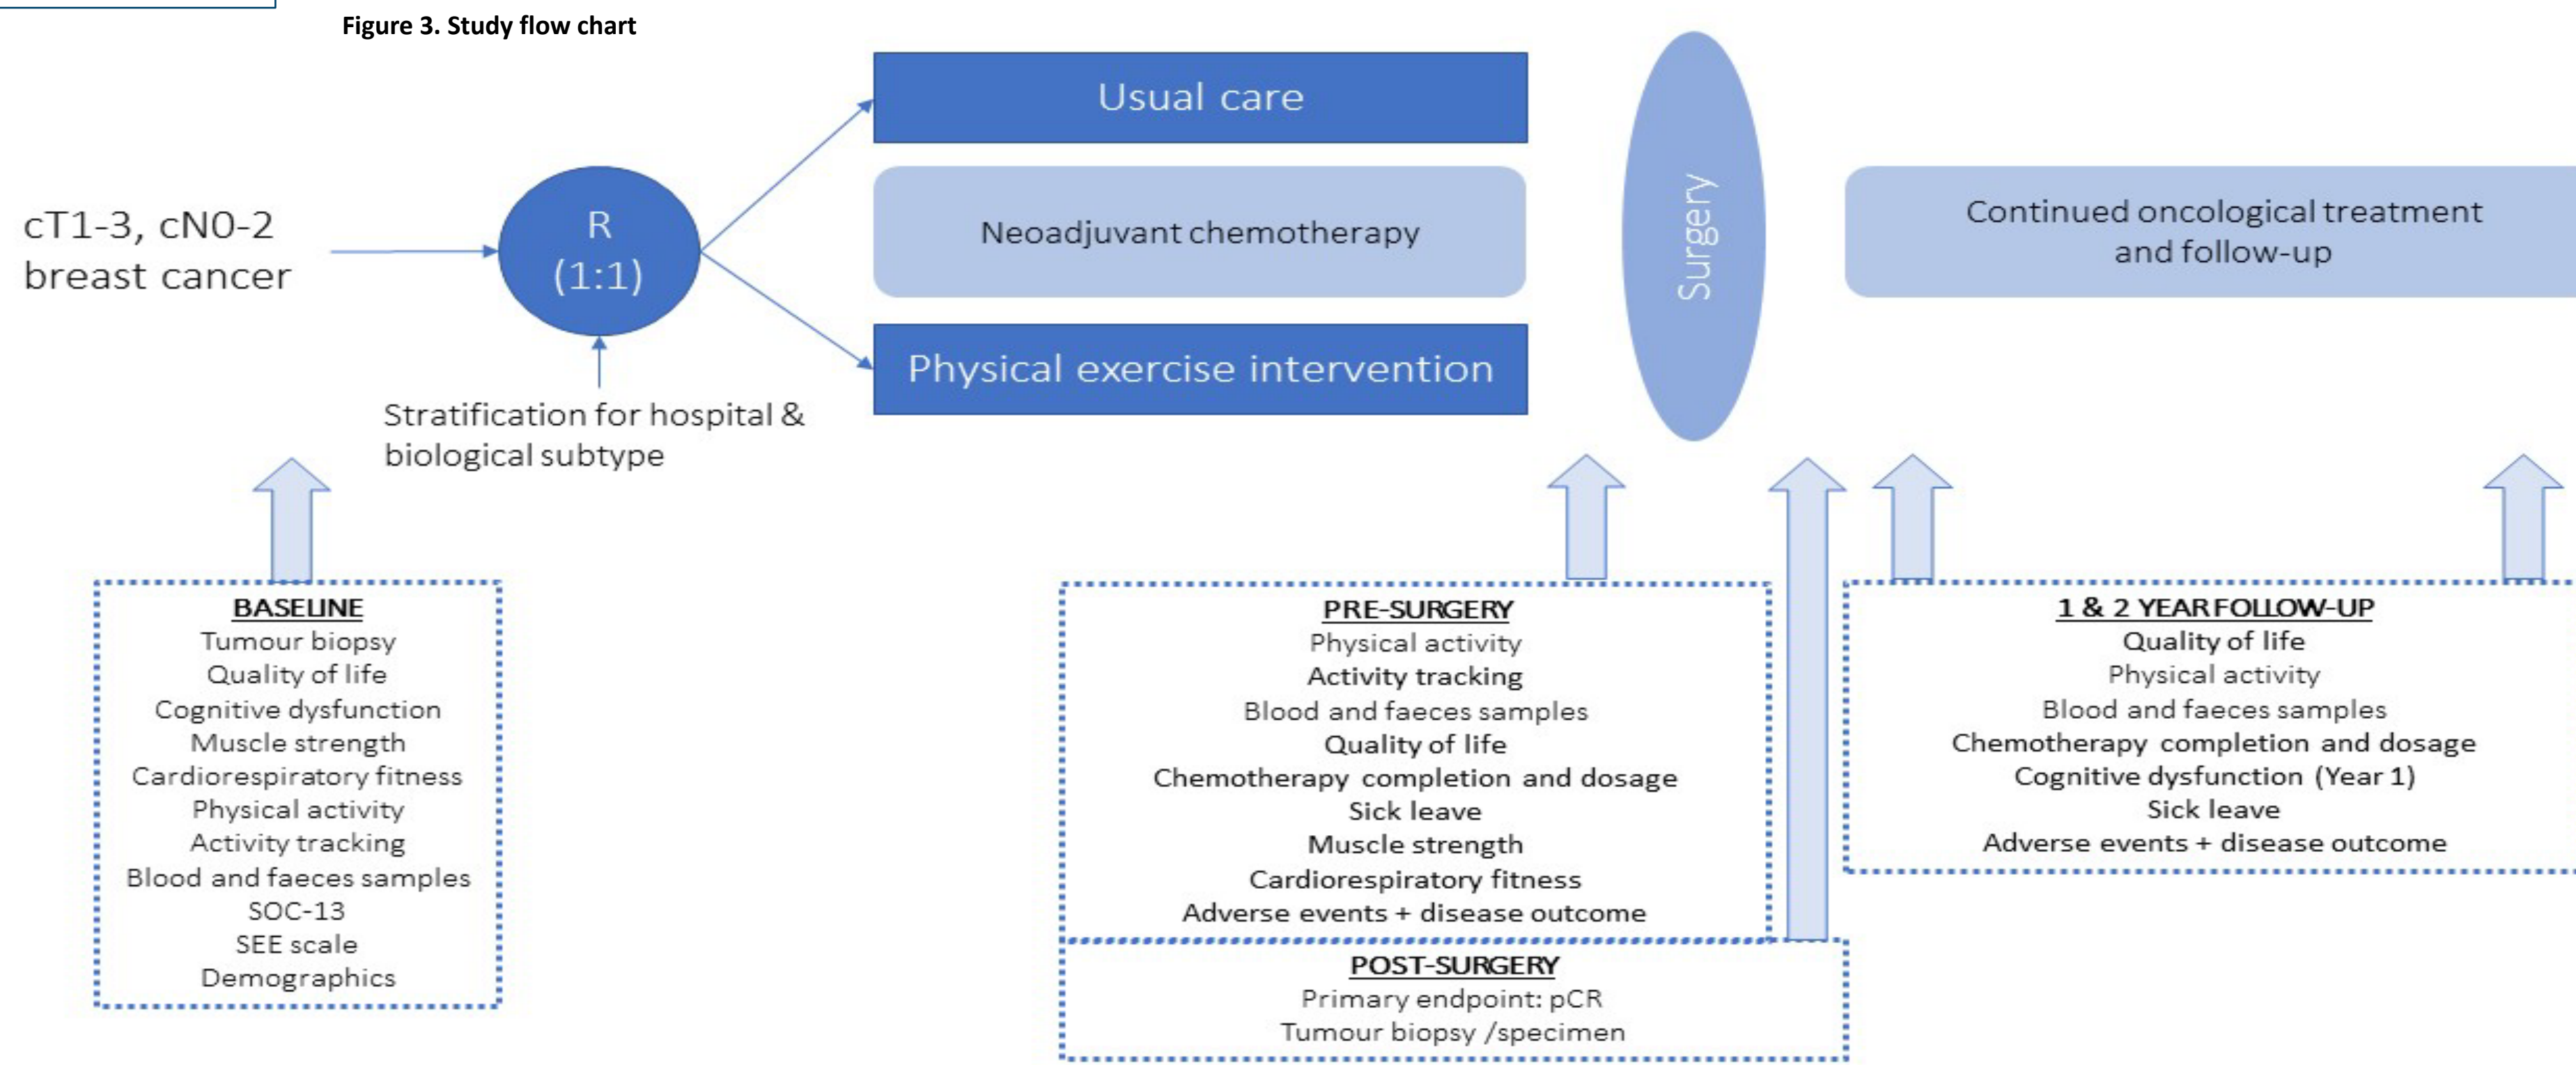 Figure 3. Study flow chart
cT1-3, cN0-2
breast cancer
R
(1:1)
Stratification for hospital &
biological subtype
Usual care
Neoadjuvant chemotherapy
Physical exercise intervention
Surgery
Continued oncological treatment
and follow-up
BASELINE
Tumour biopsy
Quality of life
Cognitive dysfunction
Muscle strength
Cardiorespiratory fitness
Physical activity
Activity tracking
Blood and faeces samples
SOC-13
SEE scale
Demographics
PRE-SURGERY
Physical activity
Activity tracking
Blood and faeces samples
Quality of life
Chemotherapy completion and dosage
Sick leave
Muscle strength
Cardiorespiratory fitness
Adverse events + disease outcome
POST-SURGERY
Primary endpoint: pCR
Tumour biopsy /specimen
1 & 2 YEAR FOLLOW-UP
Quality of life
Physical activity
Blood and faeces samples
Chemotherapy completion and dosage
Cognitive dysfunction (Year 1)
Sick leave
Adverse events + disease outcome